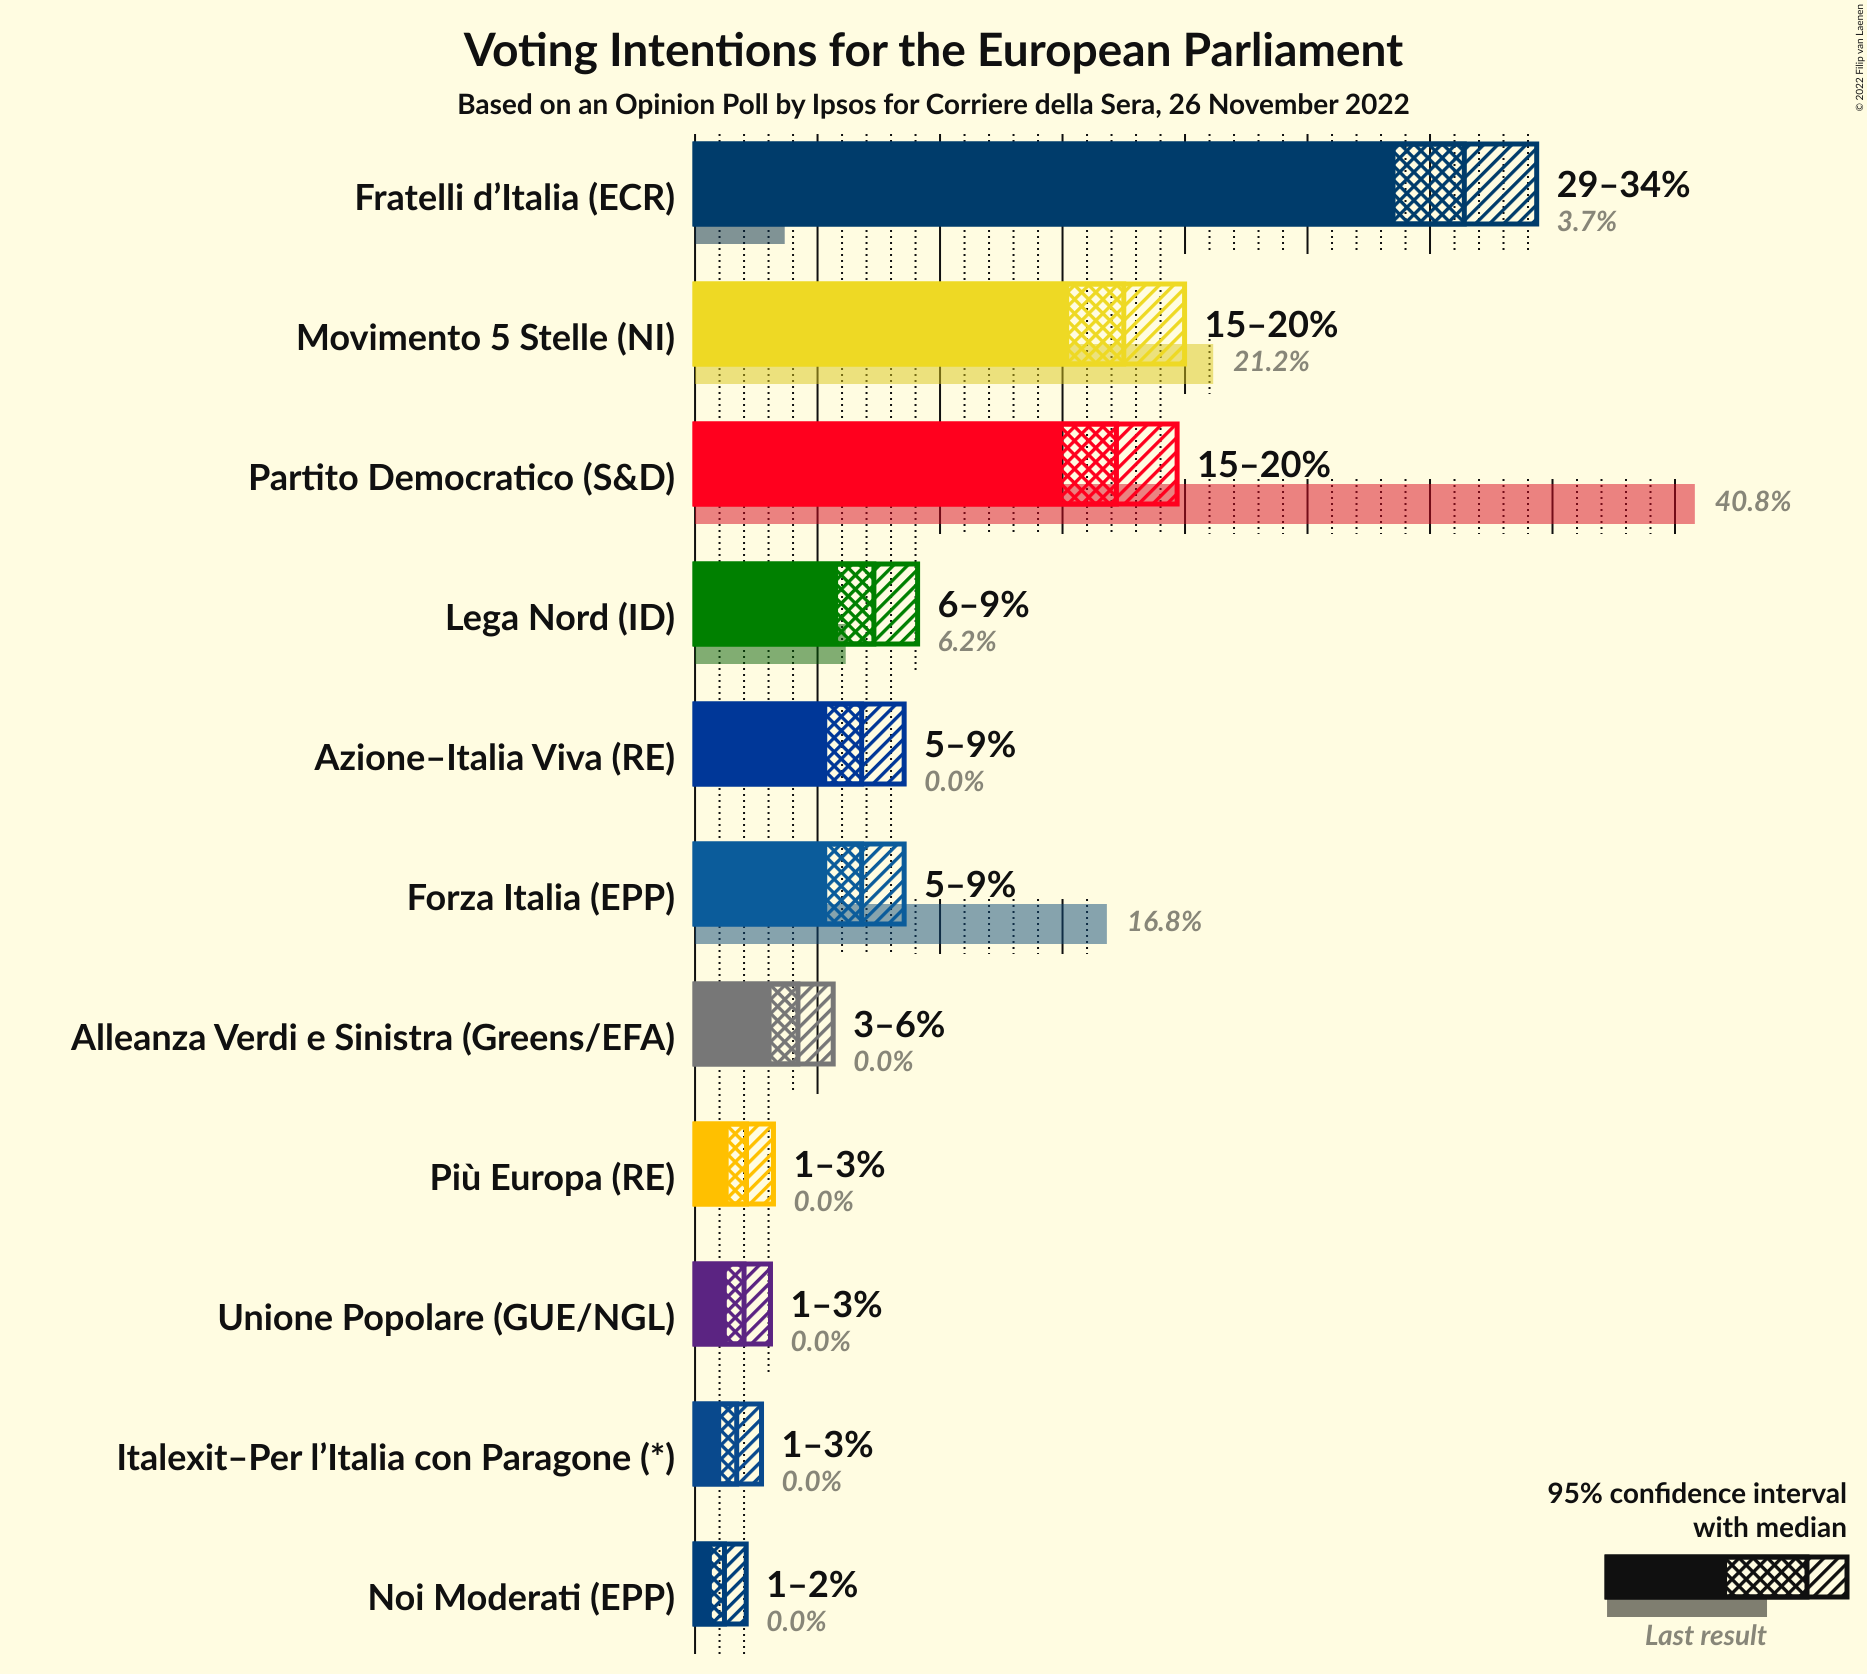 Voting Intentions for the European Parliament
Based on an Opinion Poll by Ipsos for Corriere della Sera, 26 November 2022
© 2022 Filip van Laenen
Fratelli d’Italia (ECR)
29–34%
3.7%
Movimento 5 Stelle (NI)
15–20%
21.2%
Partito Democratico (S&D)
15–20%
40.8%
Lega Nord (ID)
6–9%
6.2%
Azione–Italia Viva (RE)
5–9%
0.0%
Forza Italia (EPP)
5–9%
16.8%
Alleanza Verdi e Sinistra (Greens/EFA)
3–6%
0.0%
Più Europa (RE)
1–3%
0.0%
Unione Popolare (GUE/NGL)
1–3%
0.0%
Italexit–Per l’Italia con Paragone (*)
1–3%
0.0%
Noi Moderati (EPP)
1–2%
0.0%
95% confidence interval
with median
Last result